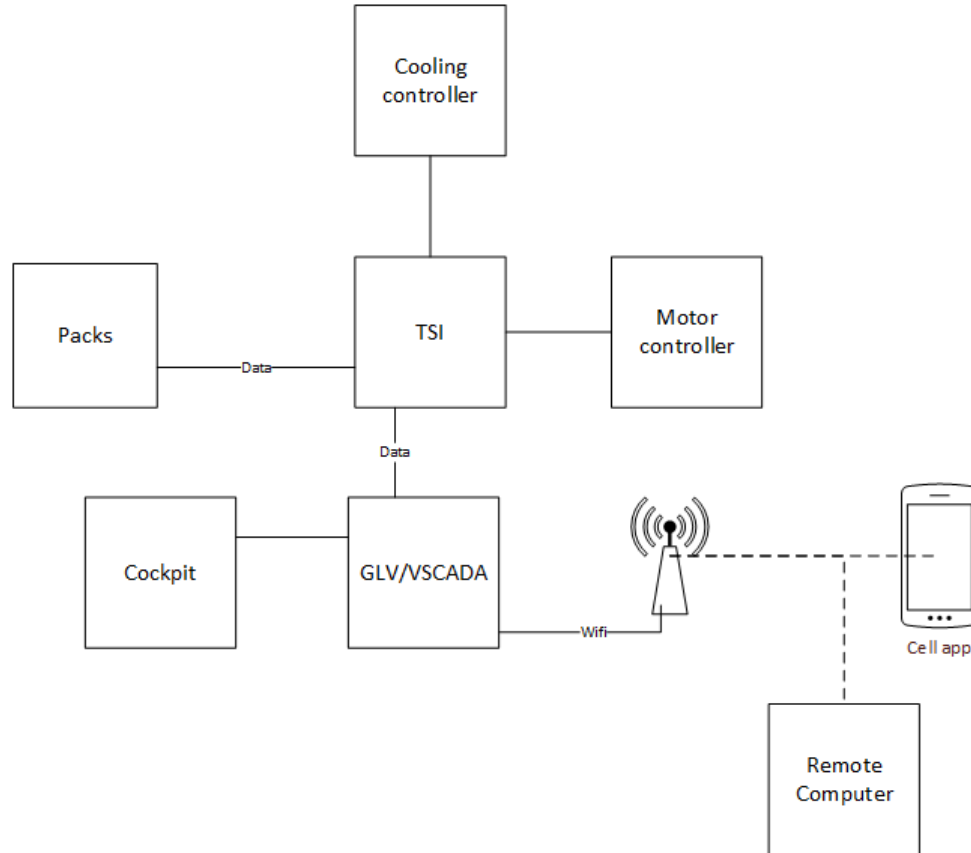 Cooling
controller
Packs
TSI
Motor
controller
Data
Data
Cockpit
GLV/VSCADA
Wifi
Cell app
Remote
Computer